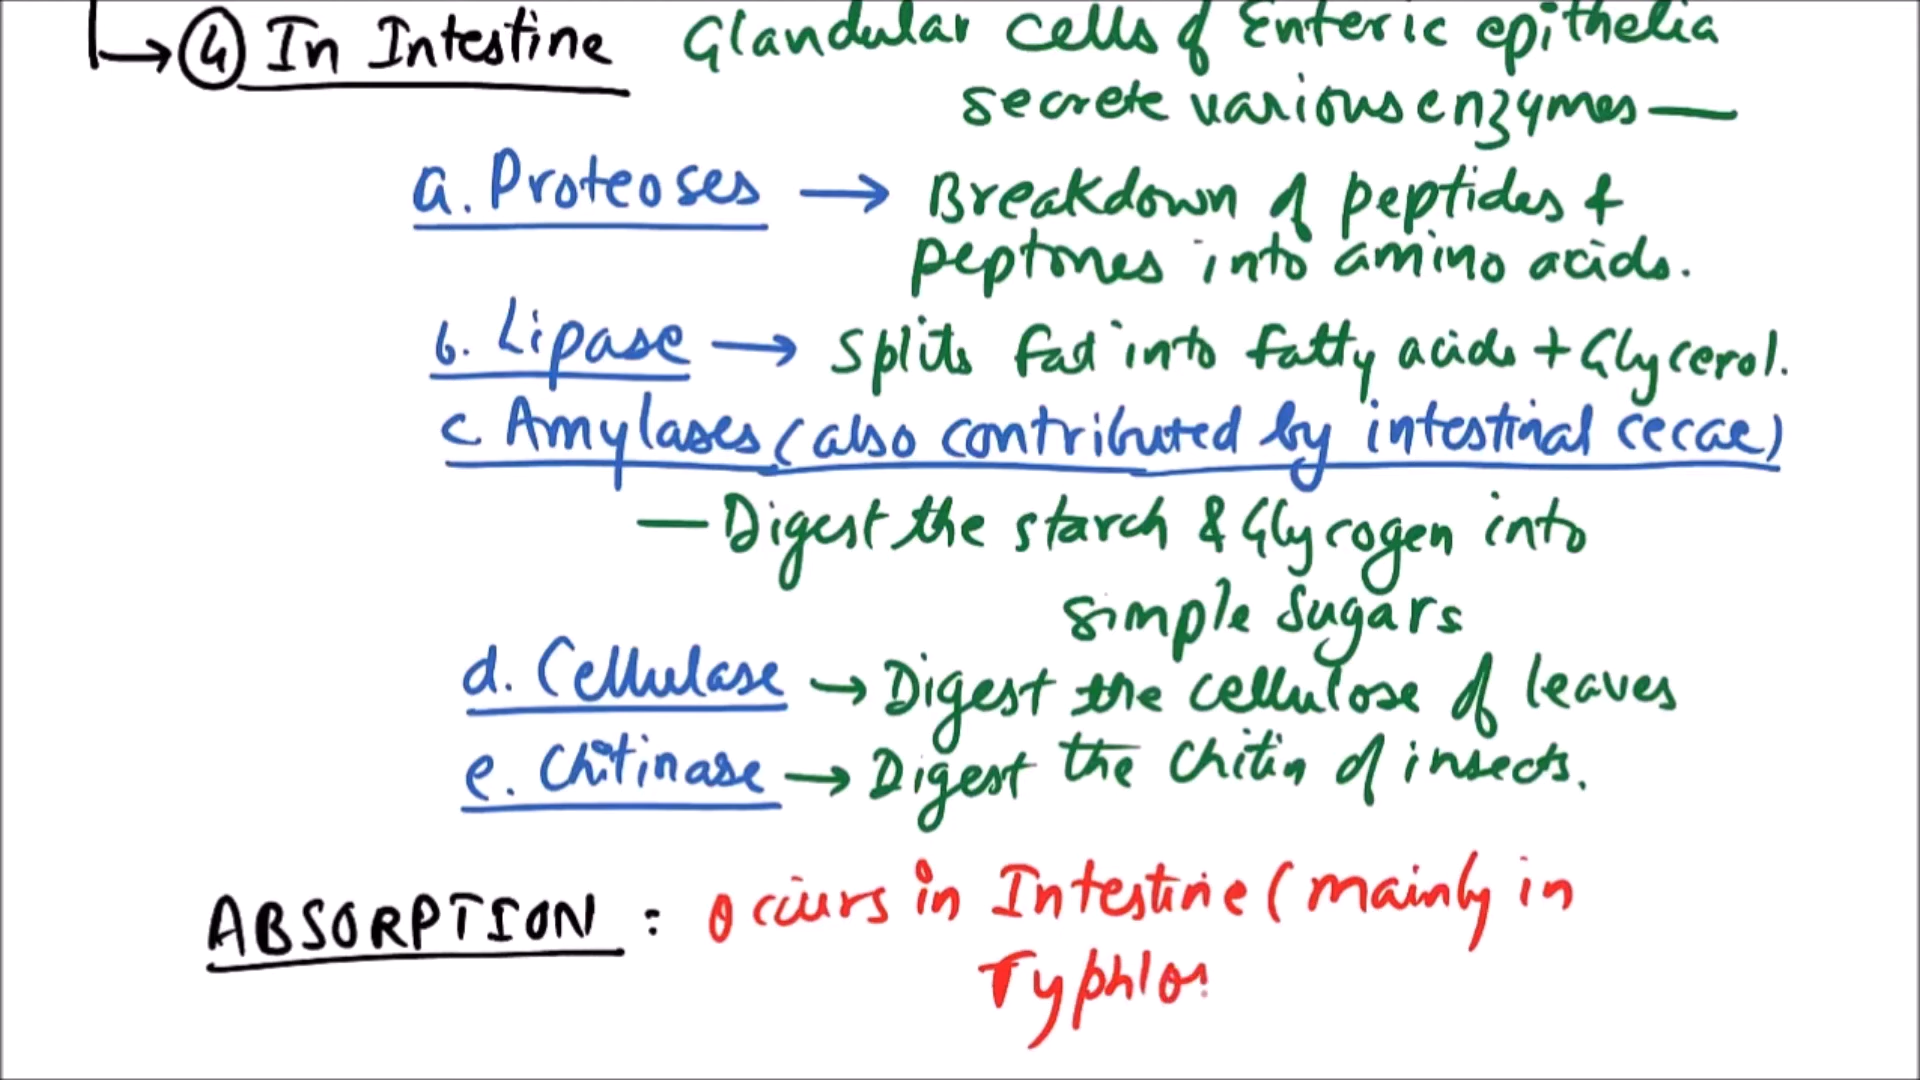 ④ In Intestine Glandular cells of Enteric epithelia
secrete various enzymes —
a. Proteoses → Breakdown of peptides &
peptones into amino acids.
b. Lipase → Splits fat into fatty acids + Glycerol.
c Amylases (also contributed by intestinal cecae)
— Digest the starch & Glycogen into
simple sugars
d. Cellulase → Digest the cellulose of leaves
e. Chitinase → Digest the chitin of insects.
ABSORPTION : Occurs in Intestine (mainly in